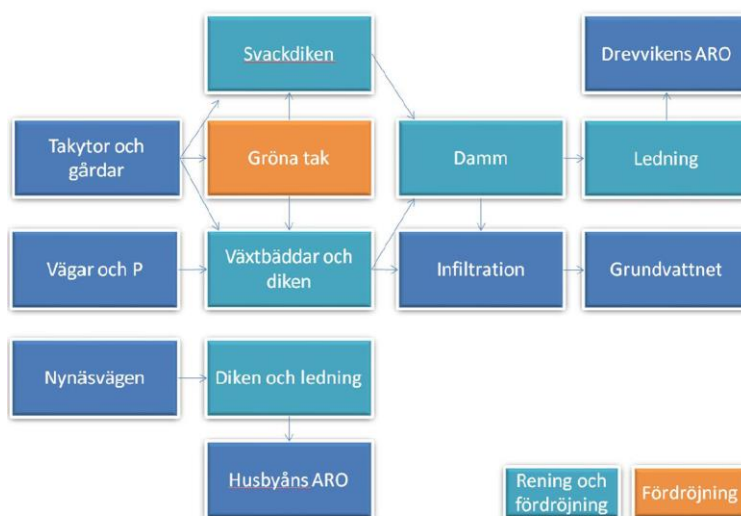 Svackdiken
Drevvikens ARO
Takytor och
gårdar
Gröna tak
Damm
Ledning
Vägar och P
Växtbäddar och
diken
Infiltration
Grundvattnet
Nynäsvägen
Diken och ledning
Husbyåns ARO
Rening och
fördröjning
Fördröjning